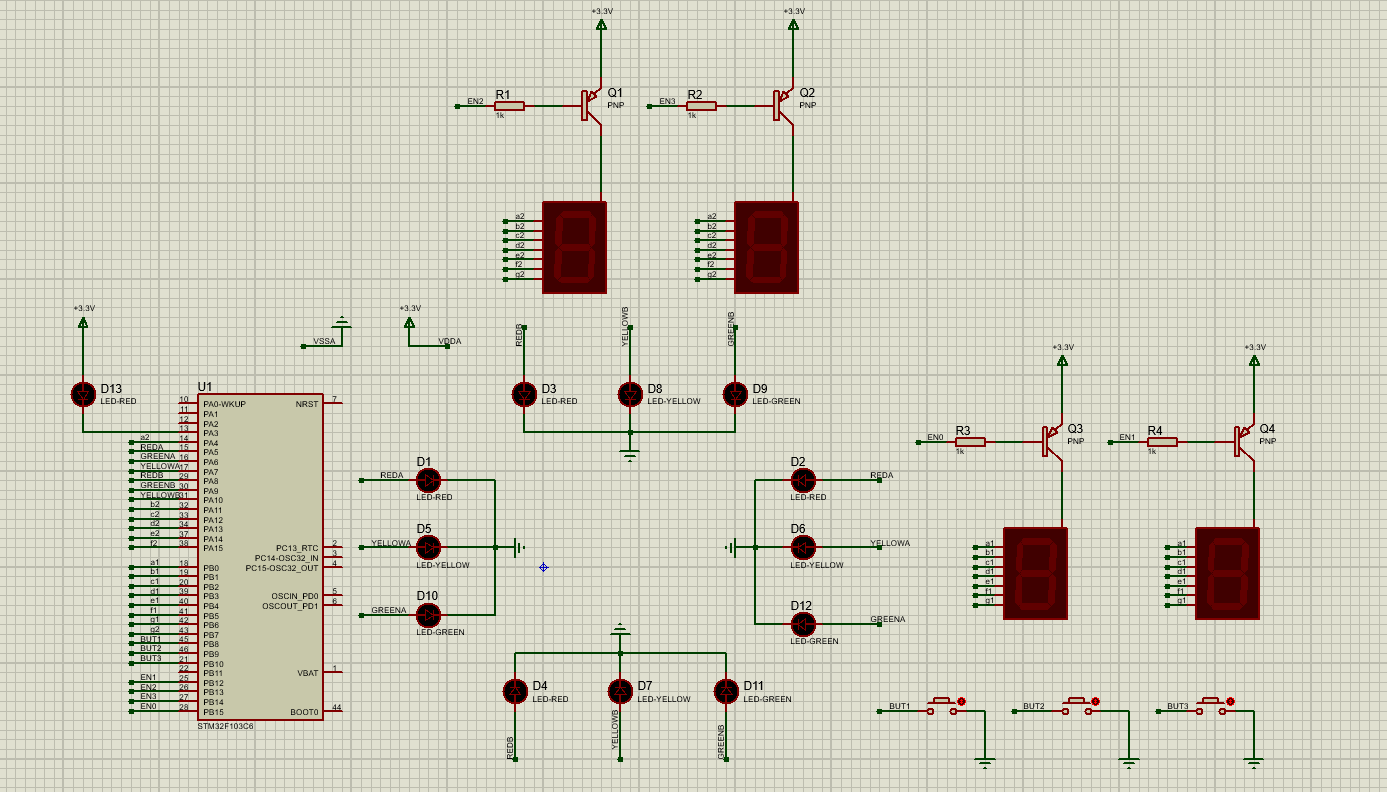 +3.3V
+3.3V
EN2
R1
1k
Q1
PNP
EN3
R2
1k
Q2
PNP
a2
b2
c2
d2
e2
f2
g2
a2
b2
c2
d2
e2
f2
g2
+3.3V
VSSA
+3.3V
VDDA
REDB
YELLOWB
GREENB
D13
LED-RED
D3
LED-RED
D8
LED-YELLOW
D9
LED-GREEN
U1
10 PA0-WKUP
11 PA1
12 PA2
13 PA3
a2 14 PA4
REDA 15 PA5
GREENA 16 PA6
YELLOWA 17 PA7
REDB 29 PA8
GREENB 30 PA9
YELLOWB 31 PA10
b2 32 PA11
c2 33 PA12
d2 34 PA13
e2 37 PA14
f2 38 PA15
a1 18 PB0
b1 19 PB1
c1 20 PB2
d1 39 PB3
e1 40 PB4
f1 41 PB5
g1 42 PB6
g2 43 PB7
BUT1 45 PB8
BUT2 46 PB9
BUT3 21 PB10
22 PB11
EN1 25 PB12
EN2 26 PB13
EN3 27 PB14
EN0 28 PB15
NRST 7
PC13_RTC 2
PC14-OSC32_IN 3
PC15-OSC32_OUT 4
OSCIN_PD0 5
OSCOUT_PD1 6
VBAT 1
BOOT0 44
STM32F103C6
REDA
D1
LED-RED
YELLOWA
D5
LED-YELLOW
GREENA
D10
LED-GREEN
D2
LED-RED
REDA
D6
LED-YELLOW
YELLOWA
D12
LED-GREEN
GREENA
D4
LED-RED
D7
LED-YELLOW
D11
LED-GREEN
REDB
YELLOWB
GREENB
+3.3V
+3.3V
EN0
R3
1k
Q3
PNP
EN1
R4
1k
Q4
PNP
a1
b1
c1
d1
e1
f1
g1
a1
b1
c1
d1
e1
f1
g1
BUT1
BUT2
BUT3